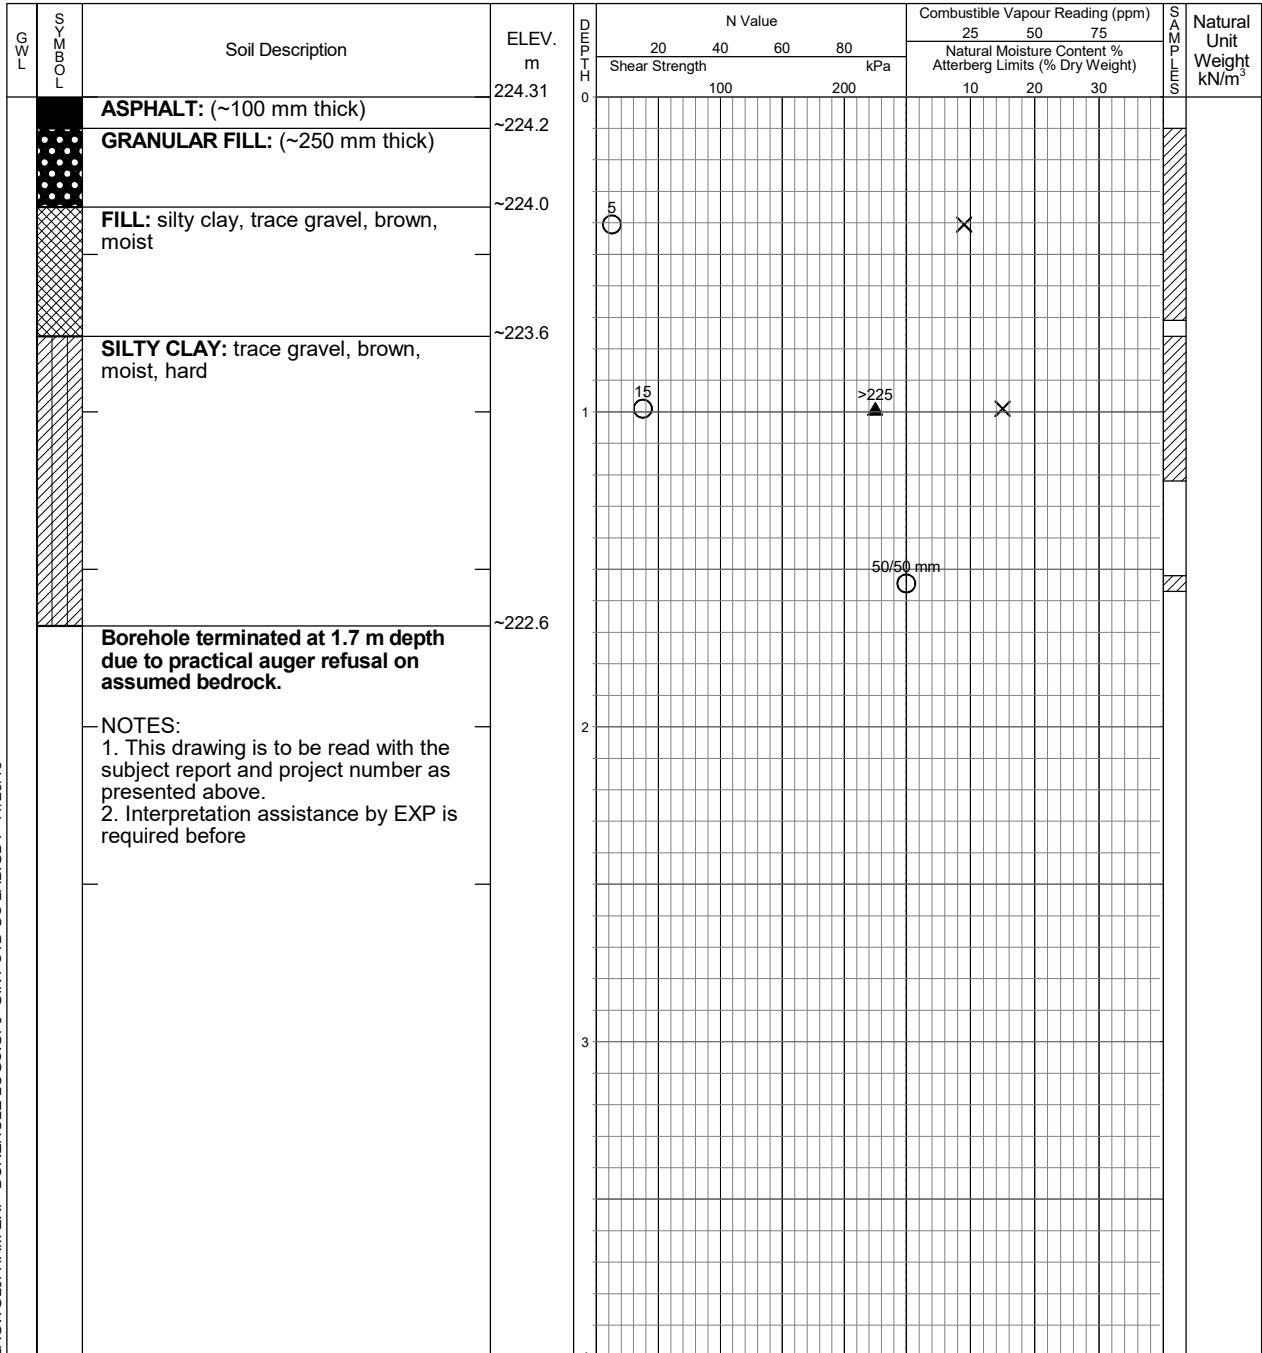 GWL
SYMBOL
Soil Description
ELEV.
m
DEPTH
N Value
20 40 60 80
Shear Strength kPa
100 200
Combustible Vapour Reading (ppm)
25 50 75
Natural Moisture Content %
Atterberg Limits (% Dry Weight)
10 20 30
SAMPLES
Natural
Unit
Weight
kN/m³
224.31
0
ASPHALT: (~100 mm thick)
~224.2
GRANULAR FILL: (~250 mm thick)
~224.0
FILL: silty clay, trace gravel, brown,
moist
5
~223.6
SILTY CLAY: trace gravel, brown,
moist, hard
15
>225
1
50/50 mm
~222.6
Borehole terminated at 1.7 m depth
due to practical auger refusal on
assumed bedrock.
NOTES:
2
1. This drawing is to be read with the
subject report and project number as
presented above.
2. Interpretation assistance by EXP is
required before
3